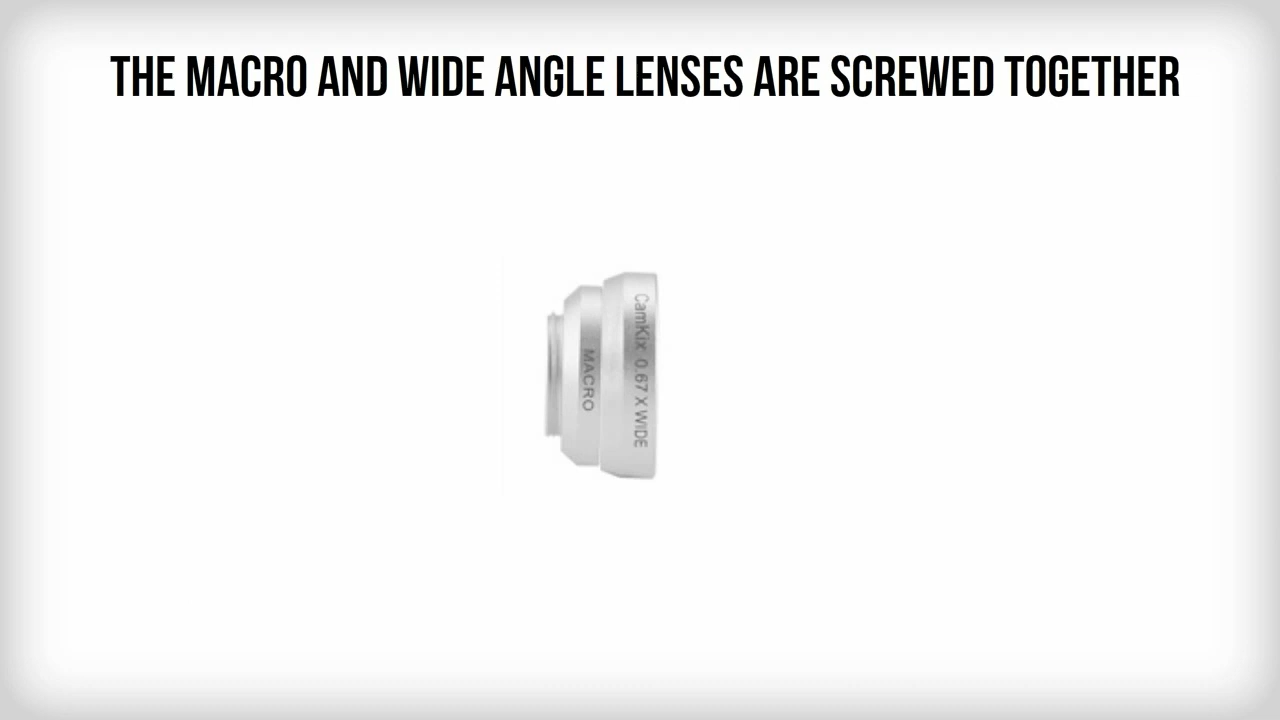 THE MACRO AND WIDE ANGLE LENSES ARE SCREWED TOGETHER
MACRO
CamKix 0.67 X WIDE